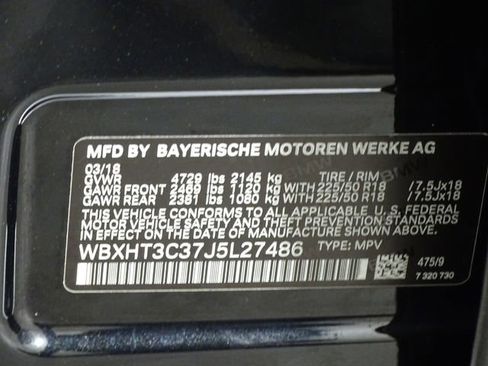 MFD BY BAYERISCHE MOTOREN WERKE AG
03/18
GVWR 4729 lbs 2145 kg TIRE / RIM
GAWR FRONT 2469 lbs 1120 kg WITH 225/50 R18 /7.5Jx18
GAWR REAR 2381 lbs 1080 kg WITH 225/50 R18 /7.5Jx18
THIS VEHICLE CONFORMS TO ALL APPLICABLE U.S. FEDERAL
MOTOR VEHICLE SAFETY STANDARDS
IN EFFECT ON THE DATE OF MANUFACTURE SHOWN ABOVE.
WBXHT3C37J5L27486 TYPE: MPV
475/9
7 320 730